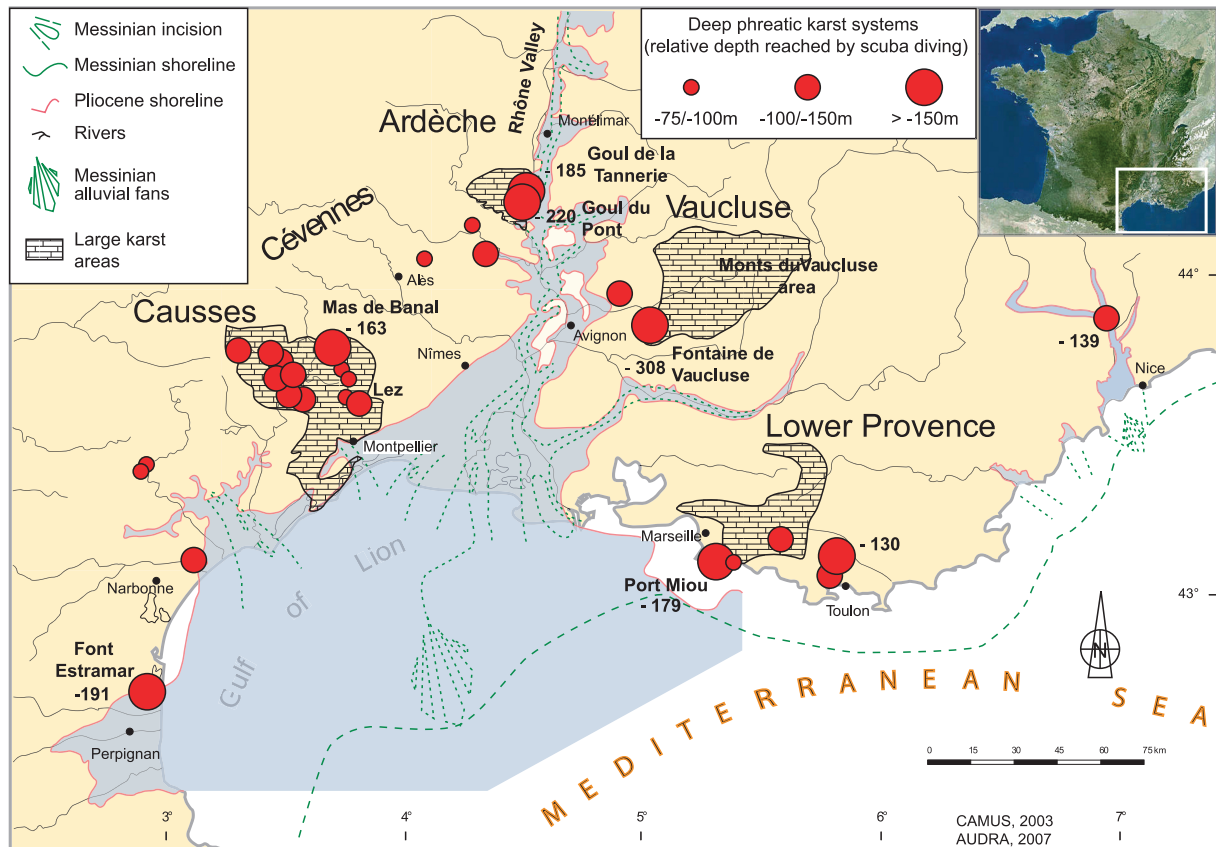 Messinian incision
Messinian shoreline
Pliocene shoreline
Rivers
Messinian
alluvial fans
Large karst
areas
Deep phreatic karst systems
(relative depth reached by scuba diving)
-75/-100m
-100/-150m
> -150m
Rhône Valley
Ardèche
Montélimar
- 185
Goul de la
Tannerie
- 220
Goul du
Pont
Vaucluse
Cévennes
Alès
Monts duVaucluse
area
44°
Causses
Mas de Banal
- 163
Avignon
- 139
Nîmes
- 308
Fontaine de
Vaucluse
Nice
Lez
Lower Provence
Montpellier
Marseille
- 130
Gulf of Lion
Narbonne
Port Miou
- 179
Toulon
43°
N
Font
Estramar
-191
Perpignan
MEDITERRANEAN SEA
0 15 30 45 60 75 km
3°
4°
5°
6°
7°
CAMUS, 2003
AUDRA, 2007